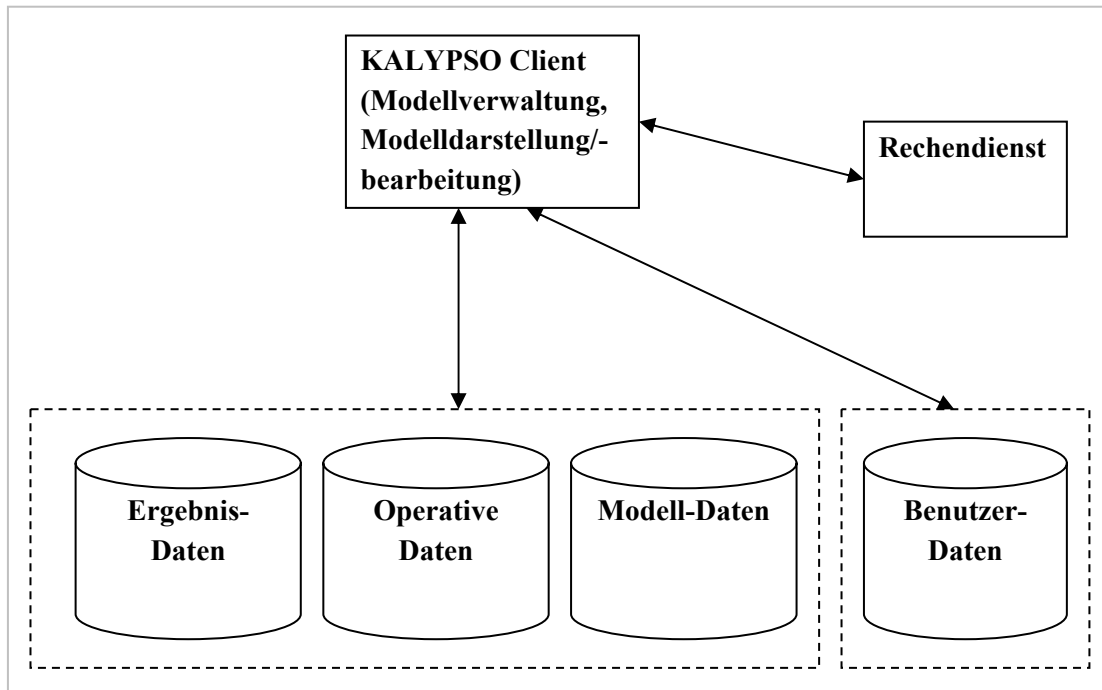 KALYPSO Client
(Modellverwaltung,
Modelldarstellung/-
bearbeitung)
Rechendienst
Ergebnis-
Daten
Operative
Daten
Modell-Daten
Benutzer-
Daten